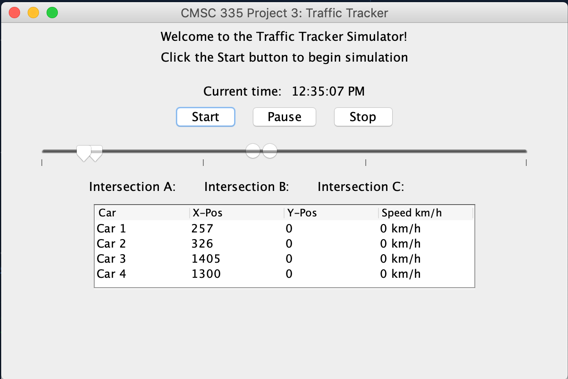 CMSC 335 Project 3: Traffic Tracker
Welcome to the Traffic Tracker Simulator!
Click the Start button to begin simulation
Current time: 12:35:07 PM
Start Pause Stop
Intersection A: Intersection B: Intersection C:
Car X-Pos Y-Pos Speed km/h
Car 1 257 0 0 km/h
Car 2 326 0 0 km/h
Car 3 1405 0 0 km/h
Car 4 1300 0 0 km/h